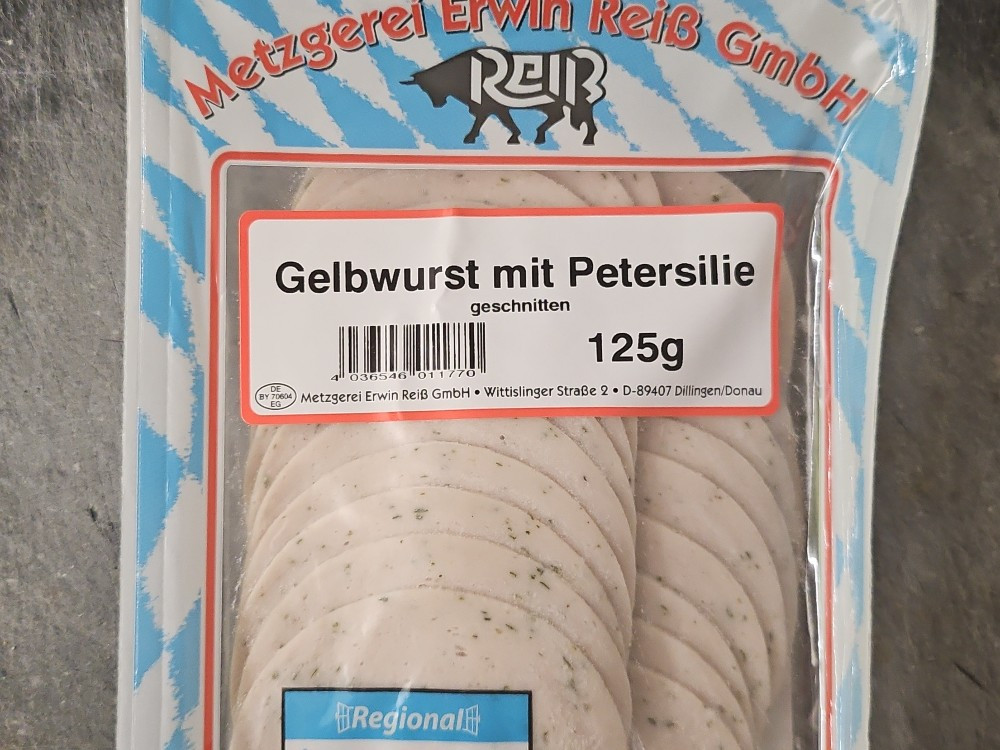 Metzgerei Erwin Reiß GmbH
REIß
Gelbwurst mit Petersilie
geschnitten
125g
4 036546 011770
DE
BY 70604
EG
Metzgerei Erwin Reiß GmbH • Wittislinger Straße 2 • D-89407 Dillingen/Donau
Regional